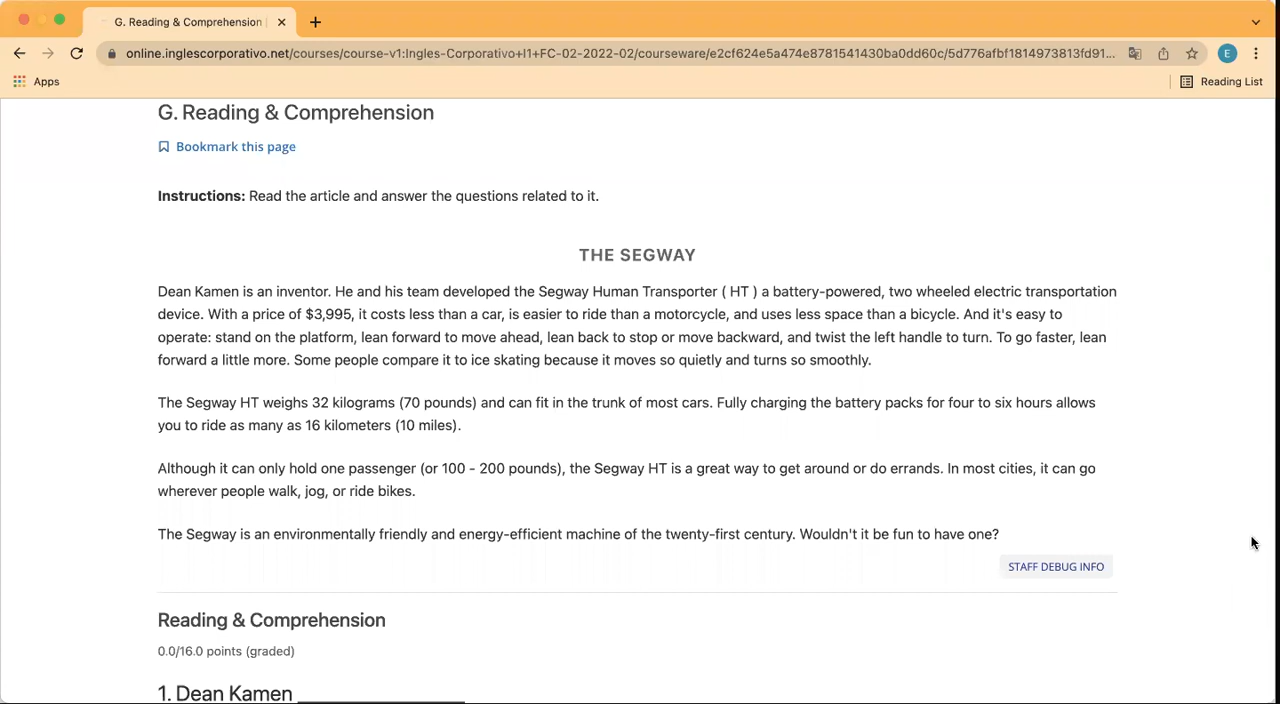 G. Reading & Comprehension |
online.inglescorporativo.net/courses/course-v1:Ingles-Corporativo+I1+FC-02-2022-02/courseware/e2cf624e5a474e8781541430ba0dd60c/5d776afbf1814973813fd91...
E
Apps
Reading List
G. Reading & Comprehension
Bookmark this page
Instructions: Read the article and answer the questions related to it.
THE SEGWAY
Dean Kamen is an inventor. He and his team developed the Segway Human Transporter ( HT ) a battery-powered, two wheeled electric transportation
device. With a price of $3,995, it costs less than a car, is easier to ride than a motorcycle, and uses less space than a bicycle. And it's easy to
operate: stand on the platform, lean forward to move ahead, lean back to stop or move backward, and twist the left handle to turn. To go faster, lean
forward a little more. Some people compare it to ice skating because it moves so quietly and turns so smoothly.
The Segway HT weighs 32 kilograms (70 pounds) and can fit in the trunk of most cars. Fully charging the battery packs for four to six hours allows
you to ride as many as 16 kilometers (10 miles).
Although it can only hold one passenger (or 100 - 200 pounds), the Segway HT is a great way to get around or do errands. In most cities, it can go
wherever people walk, jog, or ride bikes.
The Segway is an environmentally friendly and energy-efficient machine of the twenty-first century. Wouldn't it be fun to have one?
STAFF DEBUG INFO
Reading & Comprehension
0.0/16.0 points (graded)
1. Dean Kamen ________________